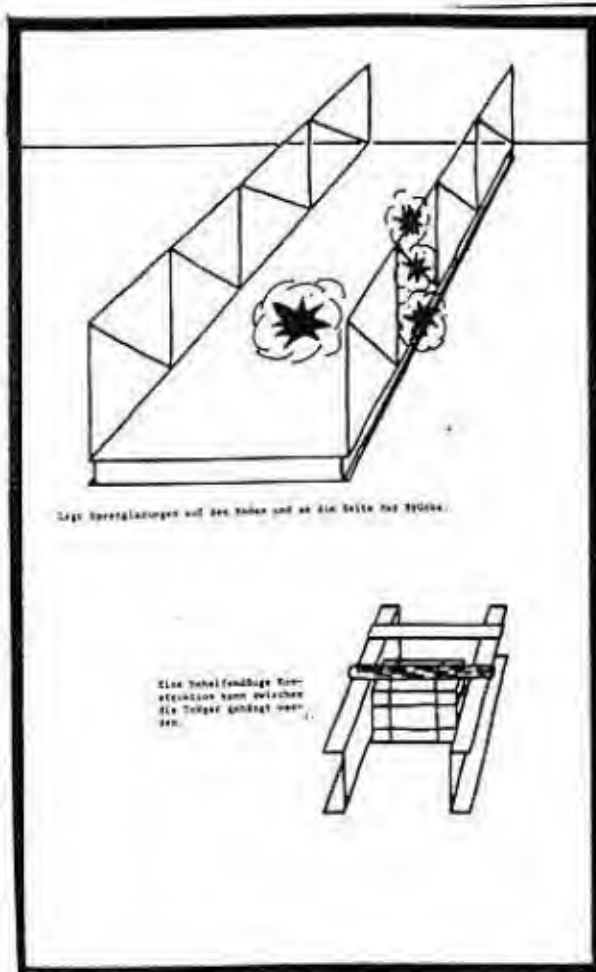 Lege Sprengladungen auf den Boden und an die Seite der Brücke.
Eine behelfsmäßige Kon-
struktion kann zwischen
die Träger gehängt wer-
den.